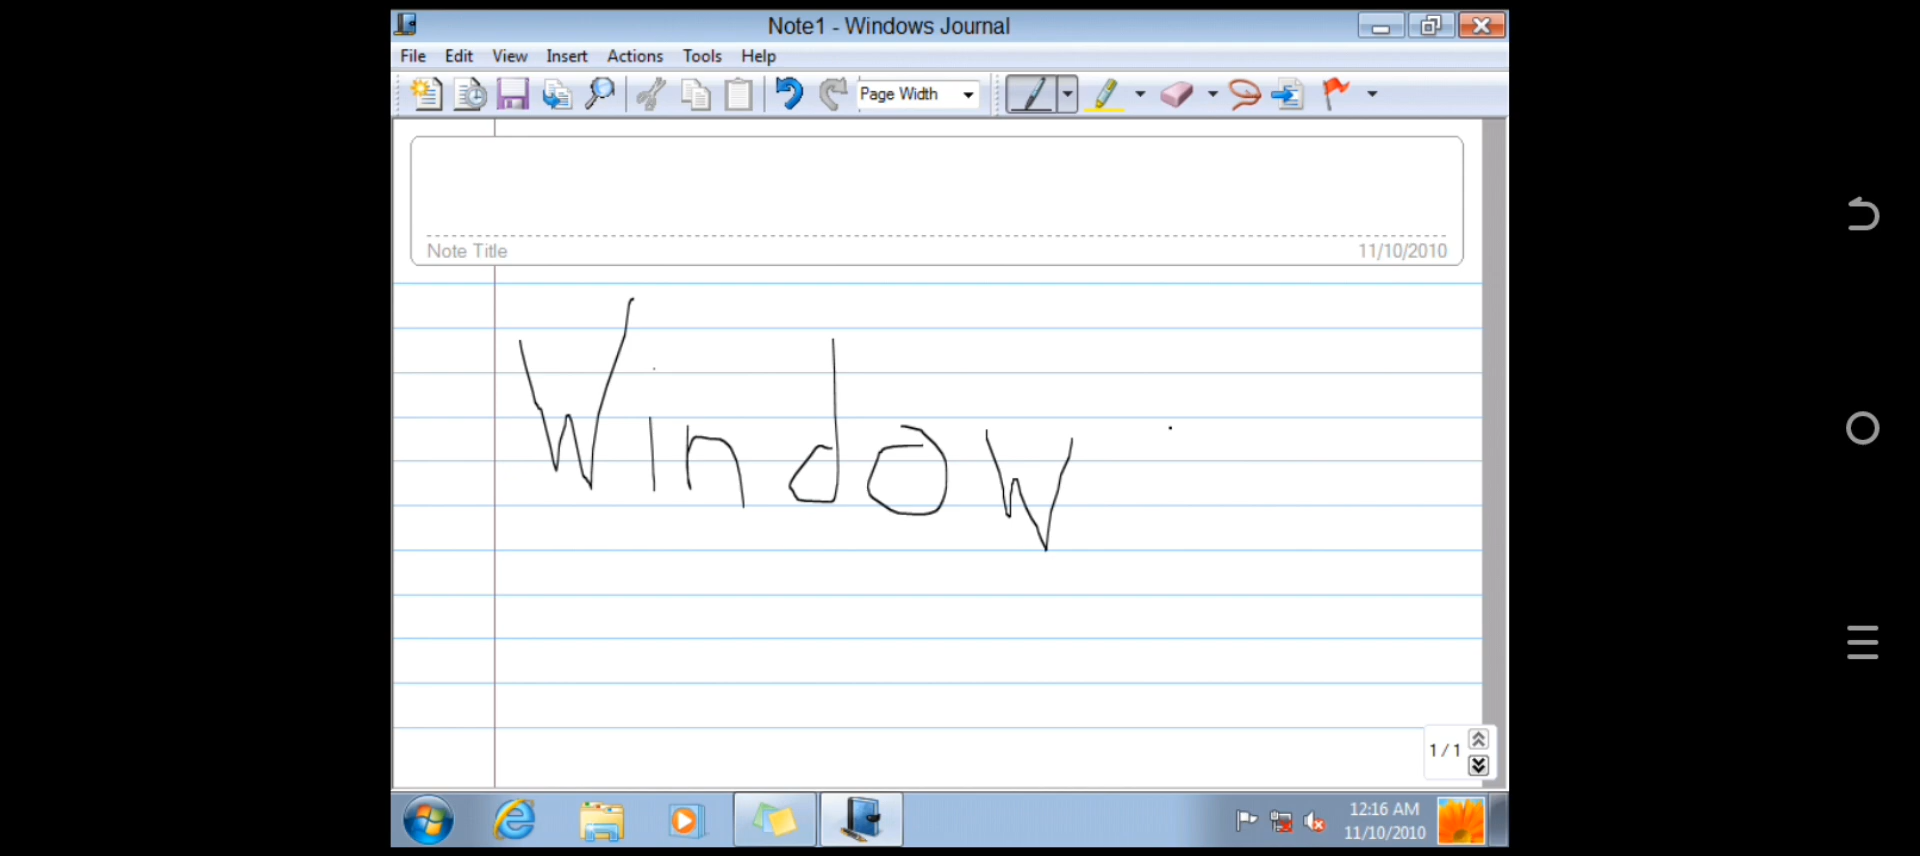 Note1 - Windows Journal
File Edit View Insert Actions Tools Help
Page Width
Note Title 11/10/2010
Window
1 / 1
12:16 AM
11/10/2010